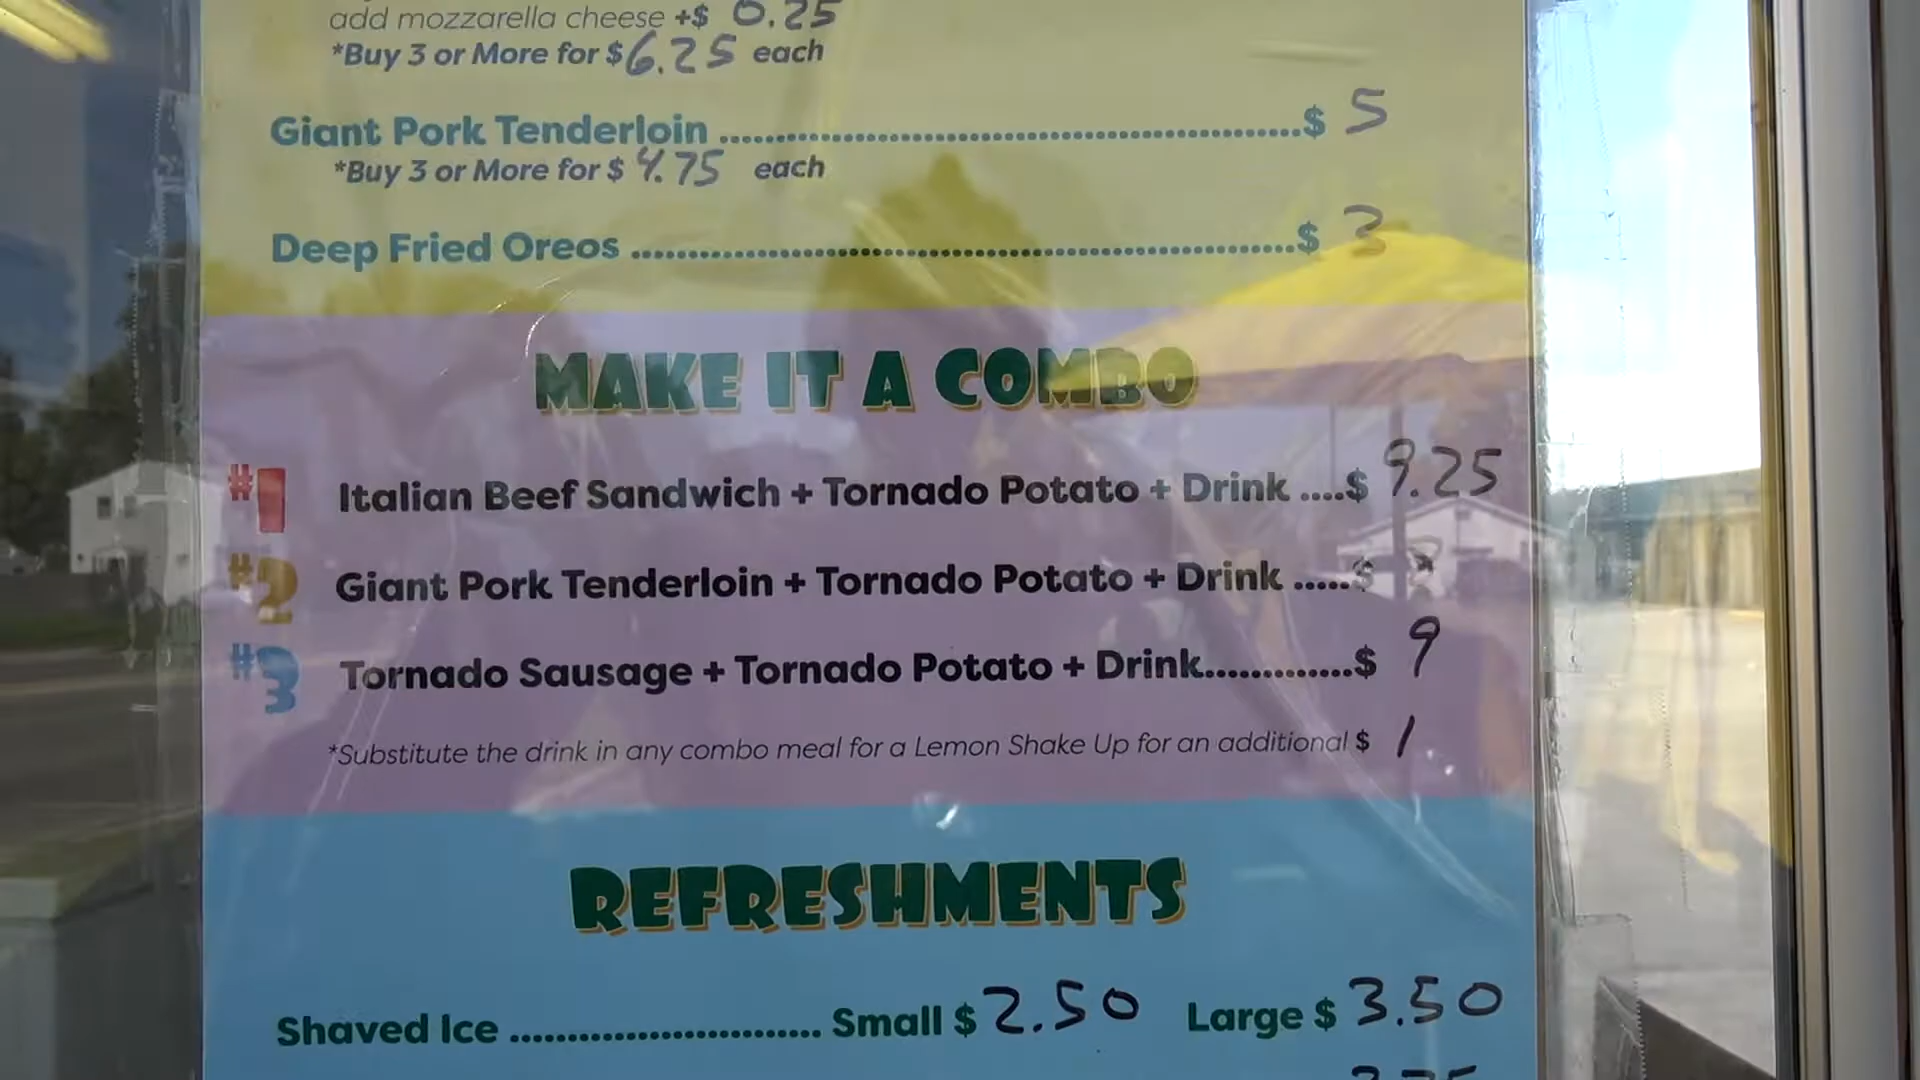 add mozzarella cheese +$ 0.25
*Buy 3 or More for $6.25 each
Giant Pork Tenderloin ........................ $ 5
*Buy 3 or More for $ 4.75 each
Deep Fried Oreos ........................ $ 3
MAKE IT A COMBO
#1 Italian Beef Sandwich + Tornado Potato + Drink ....$ 9.25
#2 Giant Pork Tenderloin + Tornado Potato + Drink .....$
#3 Tornado Sausage + Tornado Potato + Drink.............$ 9
*Substitute the drink in any combo meal for a Lemon Shake Up for an additional $ 1
REFRESHMENTS
Shaved Ice ........................ Small $ 2.50 Large $ 3.50